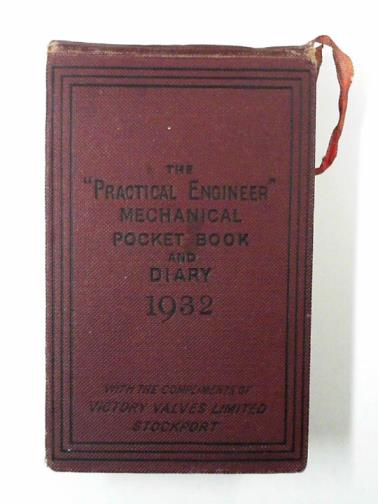 THE
"PRACTICAL ENGINEER"
MECHANICAL
POCKET BOOK
AND
DIARY
1932
WITH THE COMPLIMENTS OF
VICTORY VALVES LIMITED
STOCKPORT